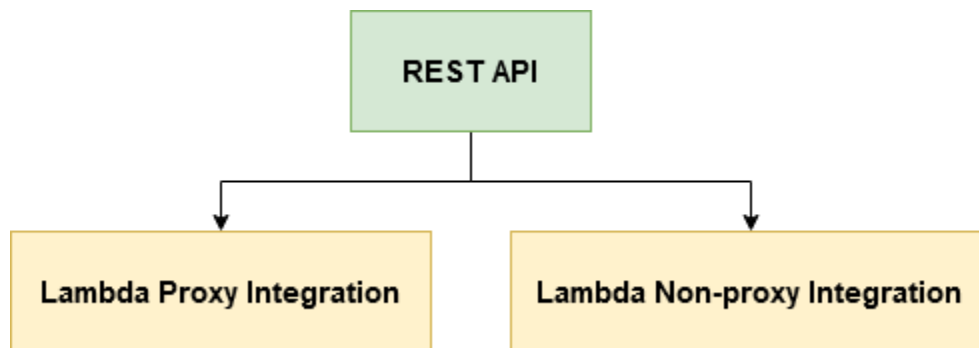 REST API
Lambda Proxy Integration
Lambda Non-proxy Integration